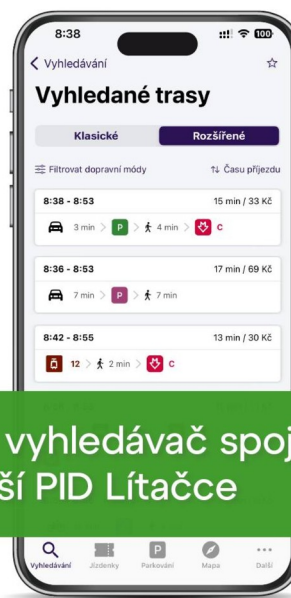 8:38
100
Vyhledávání
Vyhledané trasy
Klasické
Rozšířené
Filtrovat dopravní módy
Času příjezdu
8:38 - 8:53
15 min / 33 Kč
3 min > P > 4 min > C
8:36 - 8:53
17 min / 69 Kč
7 min > P > 7 min
8:42 - 8:55
13 min / 30 Kč
12 > 2 min > C
vyhledávač spoj
ší PID Lítačce
Vyhledávání
Jízdenky
P
Parkování
Mapa
Další